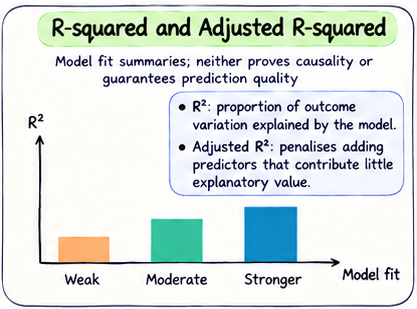 R-squared and Adjusted R-squared
Model fit summaries; neither proves causality or
guarantees prediction quality
• R²: proportion of outcome
variation explained by the model.
• Adjusted R²: penalises adding
predictors that contribute little
explanatory value.
R²
Weak
Moderate
Stronger
Model fit